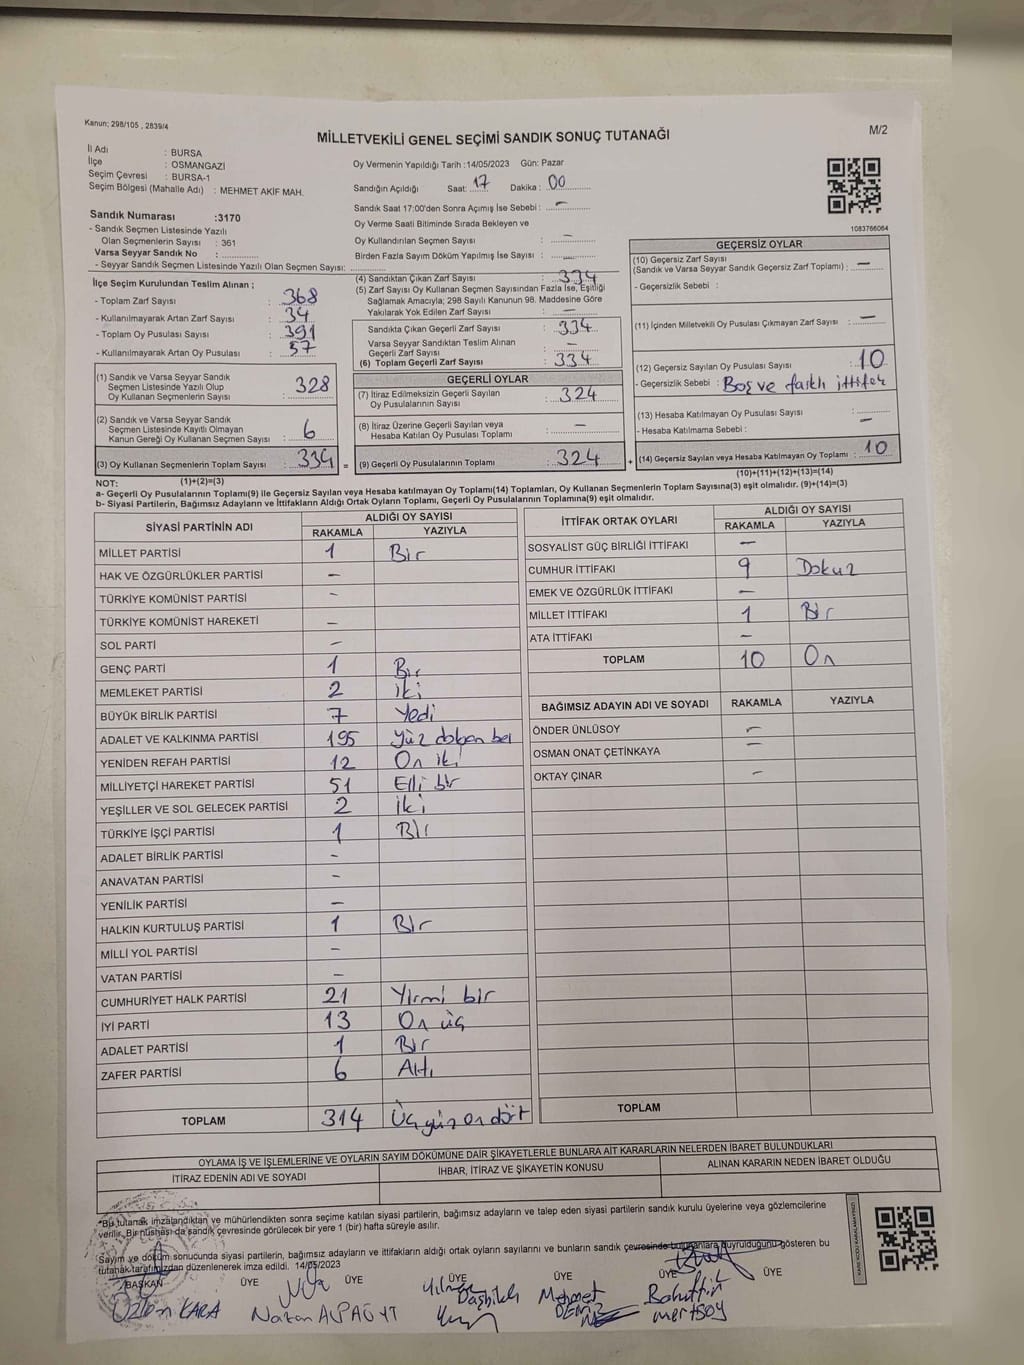 Kanun; 298/105 , 2839/4
M/2
MİLLETVEKİLİ GENEL SEÇİMİ SANDIK SONUÇ TUTANAĞI
İl Adı : BURSA
İlçe : OSMANGAZİ
Seçim Çevresi : BURSA-1
Seçim Bölgesi (Mahalle Adı) : MEHMET AKİF MAH.
Sandık Numarası :3170
- Sandık Seçmen Listesinde Yazılı
Olan Seçmenlerin Sayısı : 361
Varsa Seyyar Sandık No :
- Seyyar Sandık Seçmen Listesinde Yazılı Olan Seçmen Sayısı:
İlçe Seçim Kurulundan Teslim Alınan ;
- Toplam Zarf Sayısı : 368
- Kullanılmayarak Artan Zarf Sayısı : 34
- Toplam Oy Pusulası Sayısı : 391
- Kullanılmayarak Artan Oy Pusulası : 57
(1) Sandık ve Varsa Seyyar Sandık
Seçmen Listesinde Yazılı Olup
Oy Kullanan Seçmenlerin Sayısı : 328
(2) Sandık ve Varsa Seyyar Sandık
Seçmen Listesinde Kayıtlı Olmayan
Kanun Gereği Oy Kullanan Seçmen Sayısı : 6
(3) Oy Kullanan Seçmenlerin Toplam Sayısı : 334 =
Oy Vermenin Yapıldığı Tarih :14/05/2023 Gün: Pazar
Sandığın Açıldığı Saat: 17 Dakika : 00
Sandık Saat 17:00'den Sonra Açımış İse Sebebi : —
Oy Verme Saati Bitiminde Sırada Bekleyen ve
Oy Kullandırılan Seçmen Sayısı : —
Birden Fazla Sayım Döküm Yapılmış İse Sayısı : —
(4) Sandıktan Çıkan Zarf Sayısı : 334
(5) Zarf Sayısı Oy Kullanan Seçmen Sayısından Fazla İse, Eşitliği
Sağlamak Amacıyla; 298 Sayılı Kanunun 98. Maddesine Göre
Yakılarak Yok Edilen Zarf Sayısı : —
Sandıkta Çıkan Geçerli Zarf Sayısı : 334
Varsa Seyyar Sandıktan Teslim Alınan
Geçerli Zarf Sayısı : —
(6) Toplam Geçerli Zarf Sayısı : 334
GEÇERLİ OYLAR
(7) İtiraz Edilmeksizin Geçerli Sayılan
Oy Pusulalarının Sayısı : 324
(8) İtiraz Üzerine Geçerli Sayılan veya
Hesaba Katılan Oy Pusulası Toplamı : —
(9) Geçerli Oy Pusulalarının Toplamı : 324 +
1083766064
GEÇERSİZ OYLAR
(10) Geçersiz Zarf Sayısı
(Sandık ve Varsa Seyyar Sandık Geçersiz Zarf Toplamı) : —
- Geçersizlik Sebebi :
(11) İçinden Milletvekili Oy Pusulası Çıkmayan Zarf Sayısı : —
(12) Geçersiz Sayılan Oy Pusulası Sayısı : 10
- Geçersizlik Sebebi : Boş ve farklı ittifak
(13) Hesaba Katılmayan Oy Pusulası Sayısı : —
- Hesaba Katılmama Sebebi :
(14) Geçersiz Sayılan veya Hesaba Katılmayan Oy Toplamı : 10
NOT: (1)+(2)=(3) (10)+(11)+(12)+(13)=(14)
a- Geçerli Oy Pusulalarının Toplamı(9) ile Geçersiz Sayılan veya Hesaba katılmayan Oy Toplamı(14) Toplamları, Oy Kullanan Seçmenlerin Toplam Sayısına(3) eşit olmalıdır. (9)+(14)=(3)
b- Siyasi Partilerin, Bağımsız Adayların ve İttifakların Aldığı Ortak Oyların Toplamı, Geçerli Oy Pusulalarının Toplamına(9) eşit olmalıdır.
SİYASİ PARTİNİN ADI ALDIĞI OY SAYISI
RAKAMLA YAZIYLA
MİLLET PARTİSİ 1 Bir
HAK VE ÖZGÜRLÜKLER PARTİSİ —
TÜRKİYE KOMÜNİST PARTİSİ —
TÜRKİYE KOMÜNİST HAREKETİ —
SOL PARTİ —
GENÇ PARTİ 1 Bir
MEMLEKET PARTİSİ 2 iki
BÜYÜK BİRLİK PARTİSİ 7 Yedi
ADALET VE KALKINMA PARTİSİ 195 Yüz doksan beş
YENİDEN REFAH PARTİSİ 12 On iki
MİLLİYETÇİ HAREKET PARTİSİ 51 Elli bir
YEŞİLLER VE SOL GELECEK PARTİSİ 2 İki
TÜRKİYE İŞÇİ PARTİSİ 1 Bir
ADALET BİRLİK PARTİSİ —
ANAVATAN PARTİSİ —
YENİLİK PARTİSİ —
HALKIN KURTULUŞ PARTİSİ 1 Bir
MİLLİ YOL PARTİSİ —
VATAN PARTİSİ —
CUMHURİYET HALK PARTİSİ 21 Yirmi bir
İYİ PARTİ 13 On üç
ADALET PARTİSİ 1 Bir
ZAFER PARTİSİ 6 Altı
TOPLAM 314 Üçyüz on dört
İTTİFAK ORTAK OYLARI ALDIĞI OY SAYISI
RAKAMLA YAZIYLA
SOSYALİST GÜÇ BİRLİĞİ İTTİFAKI —
CUMHUR İTTİFAKI 9 Dokuz
EMEK VE ÖZGÜRLÜK İTTİFAKI —
MİLLET İTTİFAKI 1 Bir
ATA İTTİFAKI —
TOPLAM 10 On
BAĞIMSIZ ADAYIN ADI VE SOYADI RAKAMLA YAZIYLA
ÖNDER ÜNLÜSOY —
OSMAN ONAT ÇETİNKAYA —
OKTAY ÇINAR —
TOPLAM
OYLAMA İŞ VE İŞLEMLERİNE VE OYLARIN SAYIM DÖKÜMÜNE DAİR ŞİKAYETLERLE BUNLARA AİT KARARLARIN NELERDEN İBARET BULUNDUKLARI
İTİRAZ EDENİN ADI VE SOYADI İHBAR, İTİRAZ VE ŞİKAYETİN KONUSU ALINAN KARARIN NEDEN İBARET OLDUĞU
*Bu tutanak imzalandıktan ve mühürlendikten sonra seçime katılan siyasi partilerin, bağımsız adayların ve talep eden siyasi partilerin sandık kurulu üyelerine veya gözlemcilerine
verilir. Bir nüshası da sandık çevresinde görülecek bir yere 1 (bir) hafta süreyle asılır.
Sayım ve döküm sonucunda siyasi partilerin, bağımsız adayların ve ittifakların aldığı ortak oyların sayılarını ve bunların sandık çevresinde bulunanlara duyrulduğunu gösteren bu
tutanak tarafımızdan düzenlenerek imza edildi. 14/05/2023
BAŞKAN ÜYE ÜYE ÜYE ÜYE ÜYE ÜYE
Özlem KARA Nazan ALPAGUT Yılmaz Daşbilek Mehmet DEMİR Bahattin mertsoy